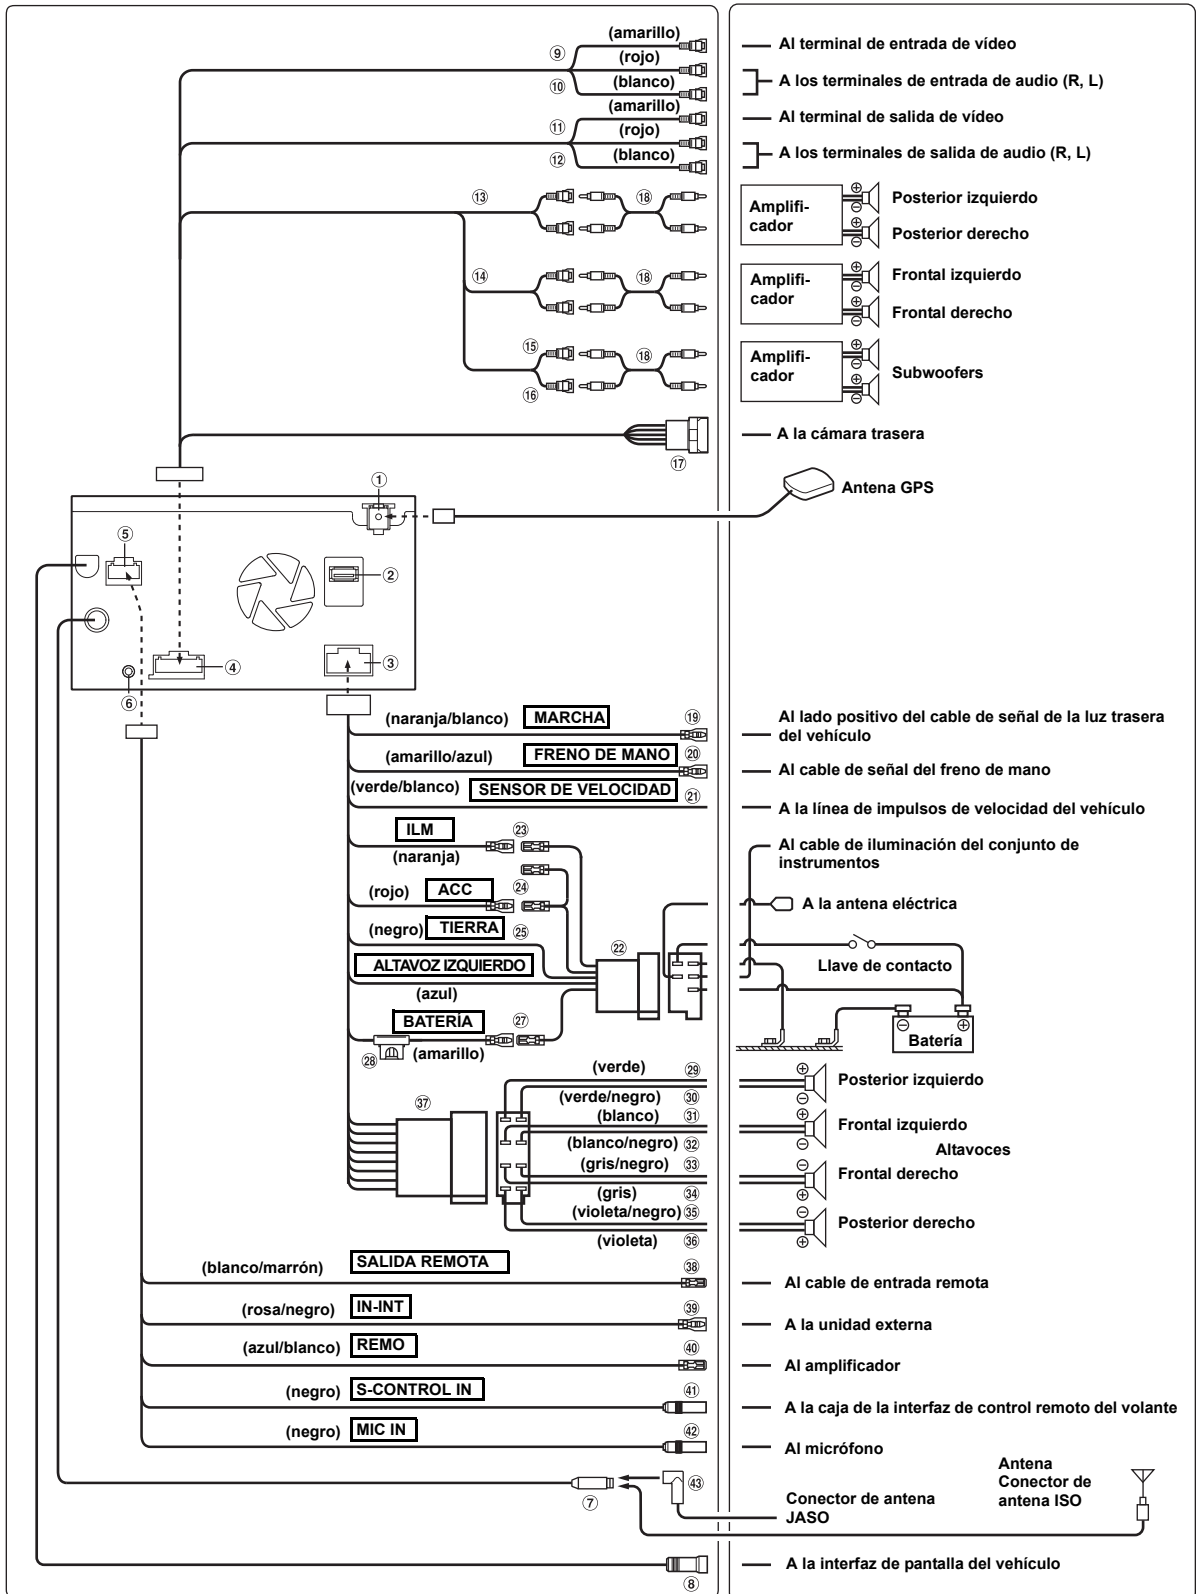 (amarillo)
⑨
Al terminal de entrada de vídeo
(rojo)
⑩
(blanco)
A los terminales de entrada de audio (R, L)
(amarillo)
⑪
Al terminal de salida de vídeo
(rojo)
⑫
(blanco)
A los terminales de salida de audio (R, L)
⑬ ⑱
Amplifi-
cador
Posterior izquierdo
Posterior derecho
⑭ ⑱
Amplifi-
cador
Frontal izquierdo
Frontal derecho
⑮ ⑱
⑯
Amplifi-
cador
Subwoofers
⑰
A la cámara trasera
①
Antena GPS
⑤
②
④
③
⑥
(naranja/blanco) MARCHA ⑲
Al lado positivo del cable de señal de la luz trasera
del vehículo
(amarillo/azul) FRENO DE MANO ⑳
Al cable de señal del freno de mano
(verde/blanco) SENSOR DE VELOCIDAD ㉑
A la línea de impulsos de velocidad del vehículo
ILM ㉓
(naranja)
Al cable de iluminación del conjunto de
instrumentos
(rojo) ACC ㉔
A la antena eléctrica
(negro) TIERRA ㉕
㉒
Llave de contacto
ALTAVOZ IZQUIERDO
(azul)
BATERÍA ㉗
㉘ (amarillo)
Batería
㊲
(verde) ㉙
Posterior izquierdo
(verde/negro) ㉚
(blanco) ㉛
Frontal izquierdo
(blanco/negro) ㉜
Altavoces
(gris/negro) ㉝
Frontal derecho
(gris) ㉞
(violeta/negro) ㉟
Posterior derecho
(violeta) ㊱
(blanco/marrón) SALIDA REMOTA ㊳
Al cable de entrada remota
(rosa/negro) IN-INT ㊴
A la unidad externa
(azul/blanco) REMO ㊵
Al amplificador
(negro) S-CONTROL IN ㊶
A la caja de la interfaz de control remoto del volante
(negro) MIC IN ㊷
Al micrófono
⑦
㊸
Conector de antena
JASO
Antena
Conector de
antena ISO
⑧
A la interfaz de pantalla del vehículo